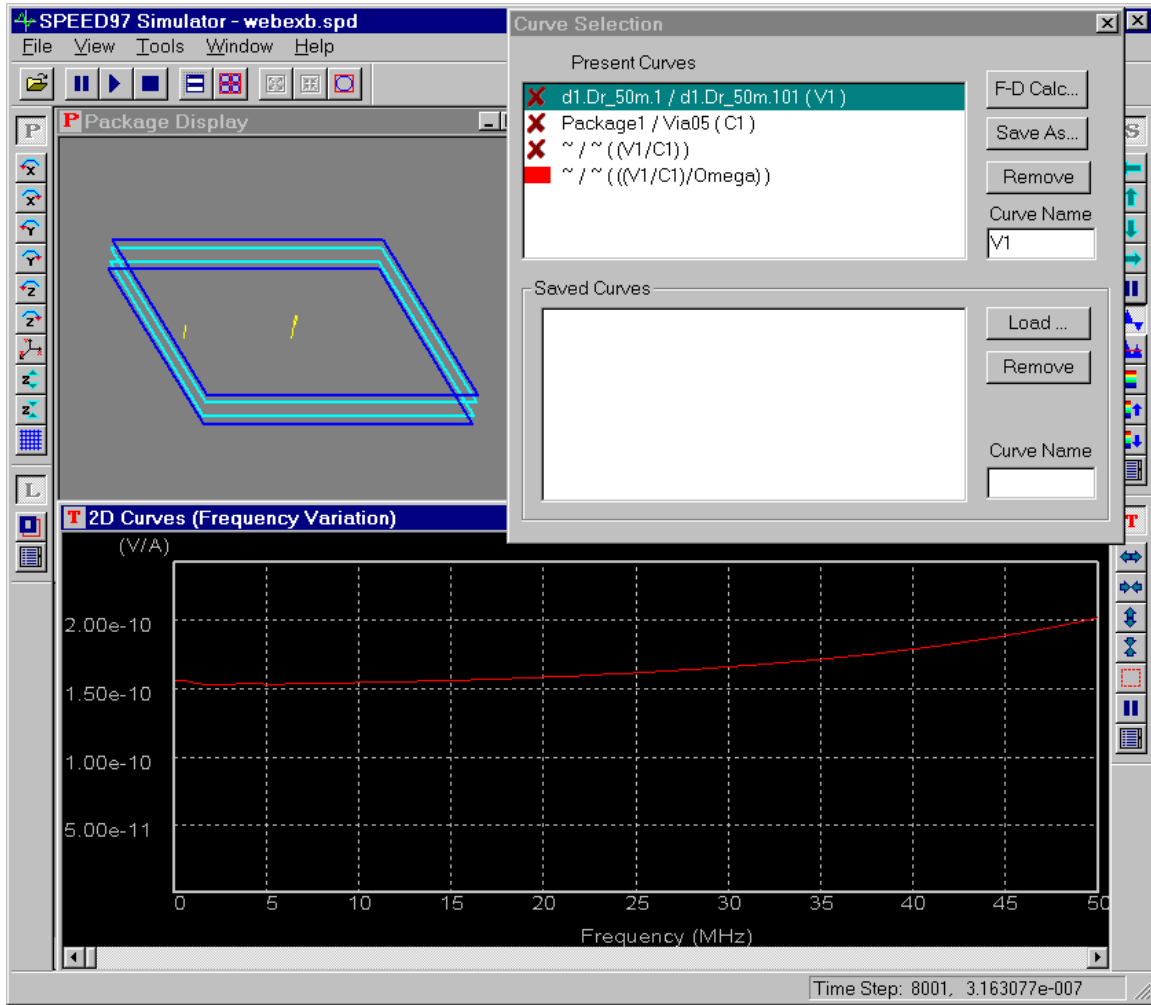 SPEED97 Simulator - webexb.spd
File View Tools Window Help
P
P Package Display
Curve Selection
Present Curves
d1.Dr_50m.1 / d1.Dr_50m.101 ( V1 )
Package1 / Via05 ( C1 )
~ / ~ ( (V1/C1) )
~ / ~ ( ((V1/C1)/Omega) )
F-D Calc...
Save As...
Remove
Curve Name
V1
Saved Curves
Load ...
Remove
Curve Name
S
X
X
Y
Y
Z
Z
Z
Z
L
T 2D Curves (Frequency Variation)
T
(V/A)
2.00e-10
1.50e-10
1.00e-10
5.00e-11
0 5 10 15 20 25 30 35 40 45 50
Frequency (MHz)
Time Step: 8001, 3.163077e-007